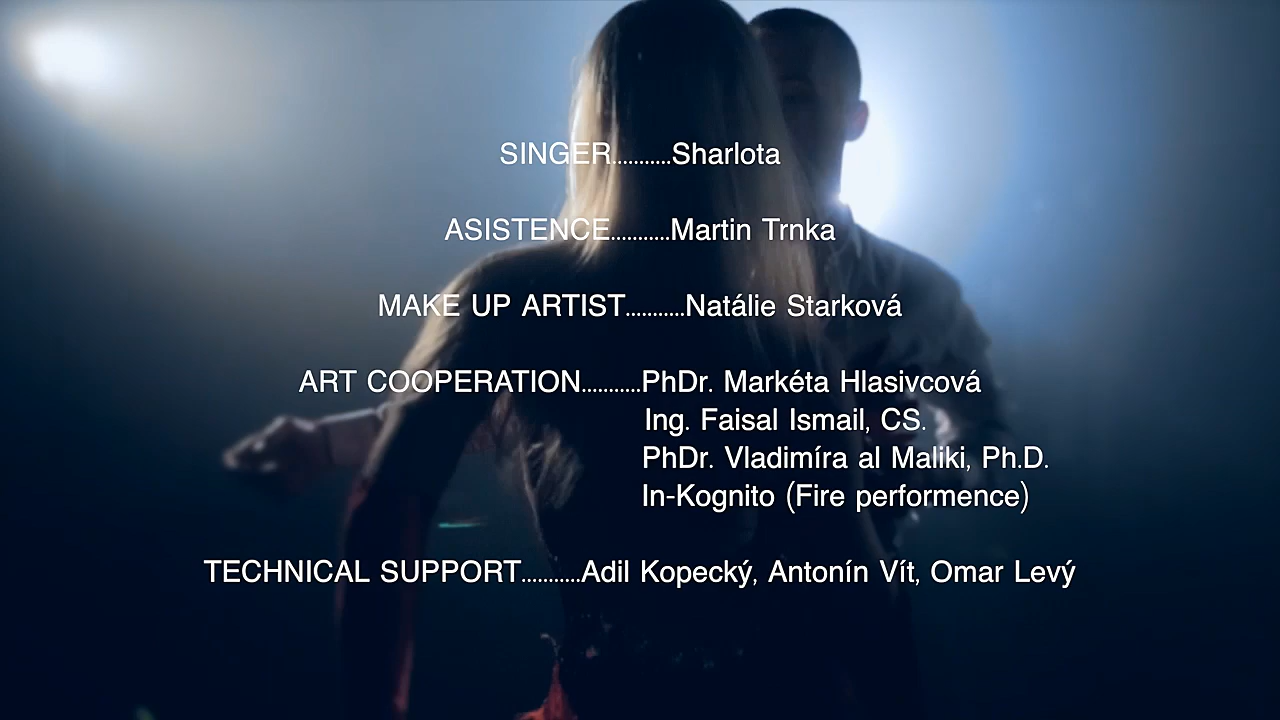 SINGER...........Sharlota
ASISTENCE...........Martin Trnka
MAKE UP ARTIST...........Natálie Starková
ART COOPERATION...........PhDr. Markéta Hlasivcová
Ing. Faisal Ismail, CS.
PhDr. Vladimíra al Maliki, Ph.D.
In-Kognito (Fire performence)
TECHNICAL SUPPORT...........Adil Kopecký, Antonín Vít, Omar Levý